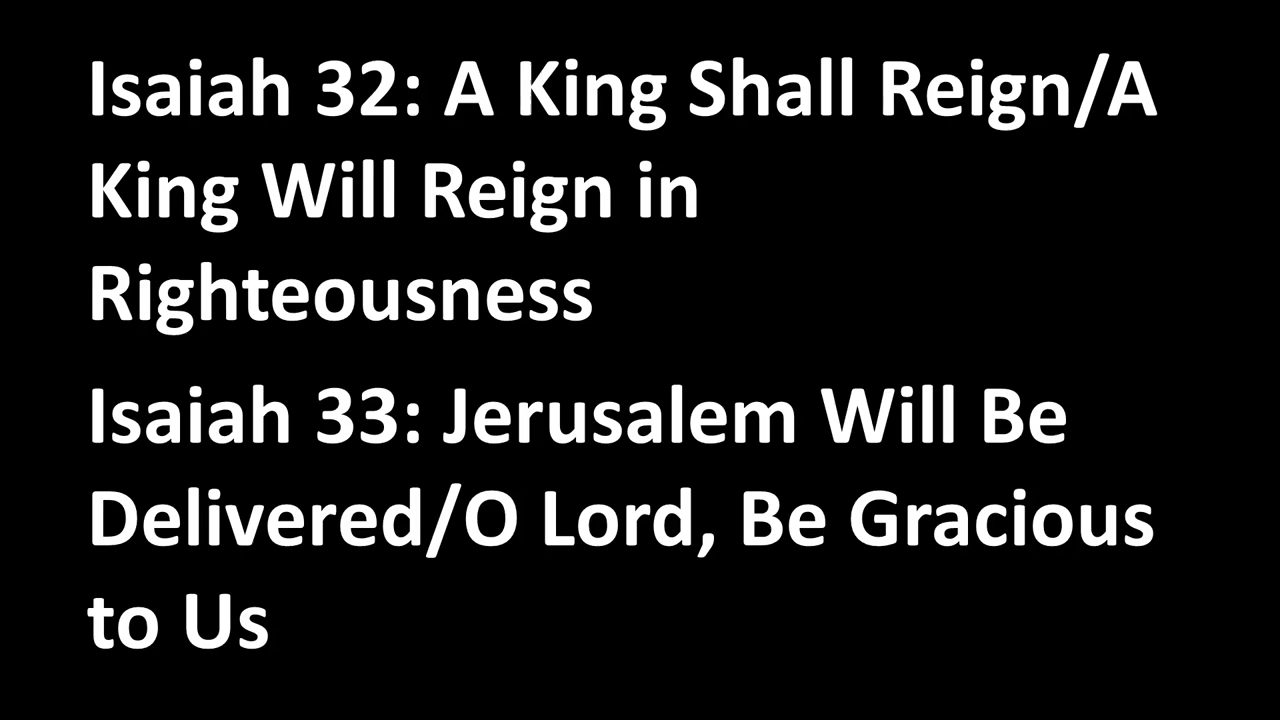 Isaiah 32: A King Shall Reign/A
King Will Reign in
Righteousness
Isaiah 33: Jerusalem Will Be
Delivered/O Lord, Be Gracious
to Us